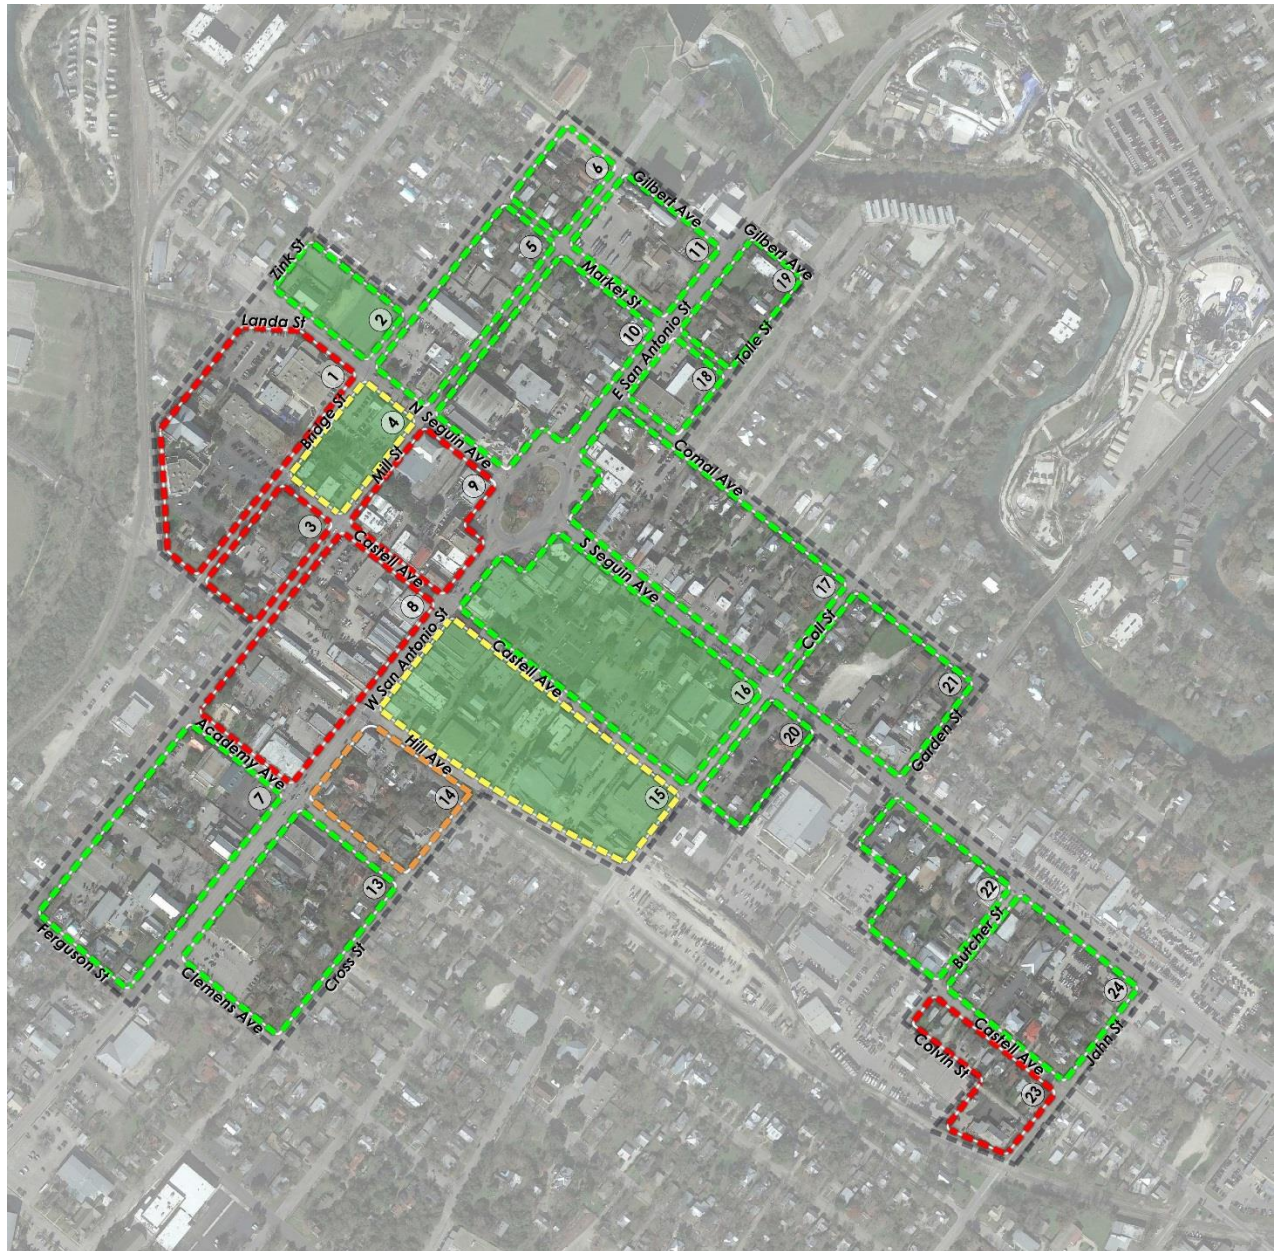 6
Gilbert Ave
11
Gilbert Ave
5
Zink St
Market St
19
2
Landa St
E San Antonio St
10
Tolle St
1
18
N Seguin Ave
4
Bridge St
Mill St
Comal Ave
9
3
Castell Ave
S Seguin Ave
17
8
W San Antonio St
Coll St
Castell Ave
16
21
Academy Ave
20
Garden St
Hill Ave
7
14
15
13
22
Ferguson St
Clemens Ave
Cross St
Butcher St
24
Castell Ave
Jahn St
Colvin St
23